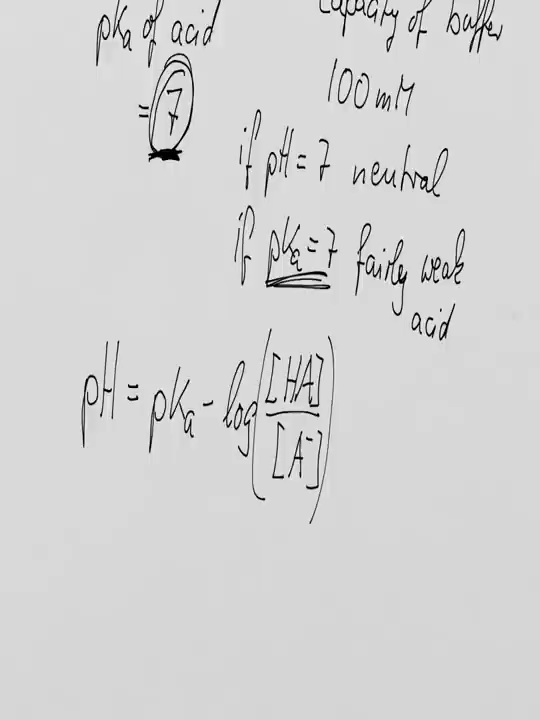 pKa of acid
= 7
capacity of buffer
100 mM
if pH = 7 neutral
if pKa = 7 fairly weak
acid
pH = pKa - log([HA]/[A⁻])